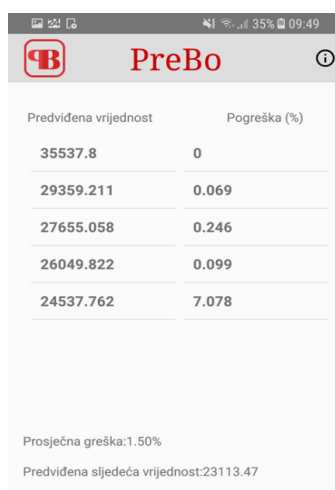 35% 09:49
PB PreBo
Predviđena vrijednost Pogreška (%)
35537.8 0
29359.211 0.069
27655.058 0.246
26049.822 0.099
24537.762 7.078
Prosječna greška:1.50%
Predviđena sljedeća vrijednost:23113.47